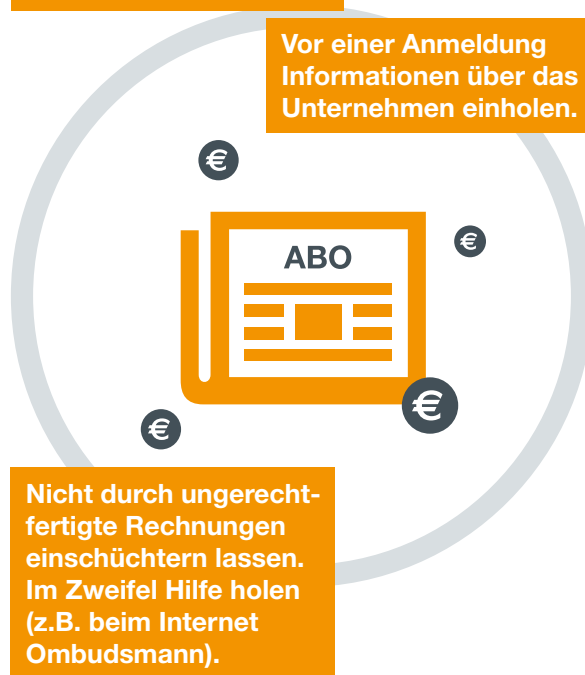 Vor einer Anmeldung
Informationen über das
Unternehmen einholen.
€
€
ABO
€
€
Nicht durch ungerecht-
fertigte Rechnungen
einschüchtern lassen.
Im Zweifel Hilfe holen
(z.B. beim Internet
Ombudsmann).